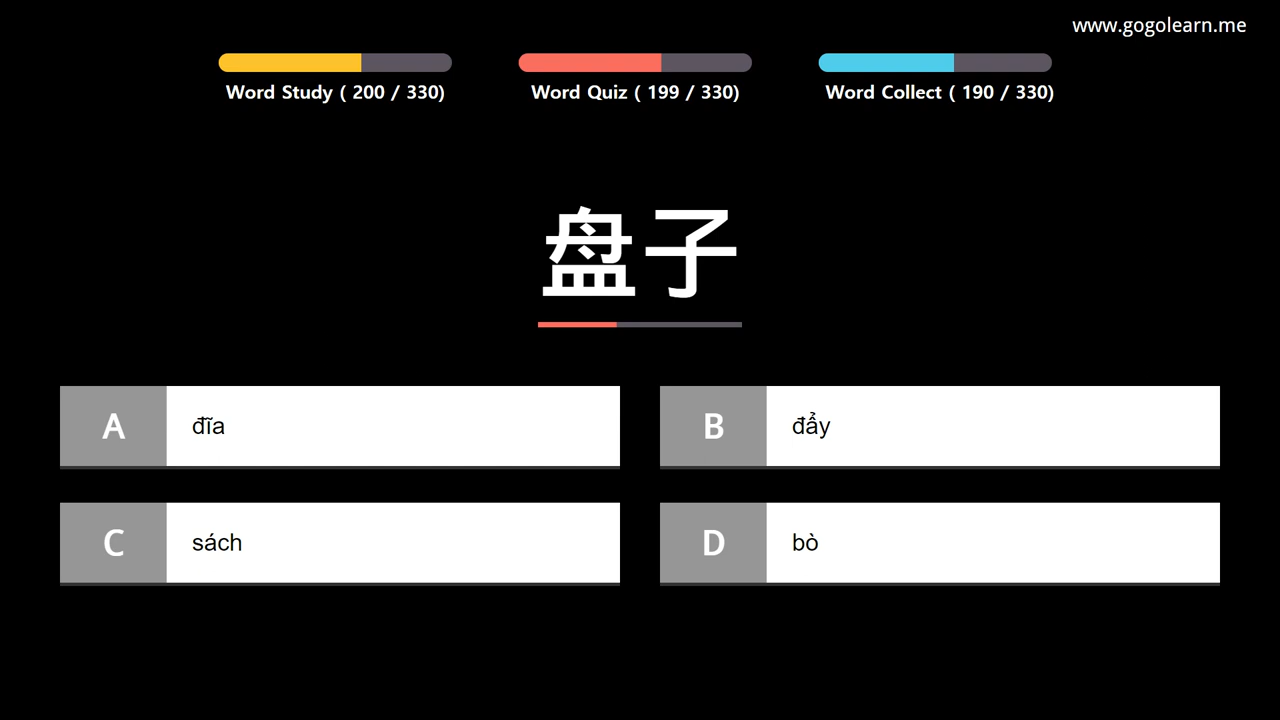 www.gogolearn.me
Word Study ( 200 / 330)
Word Quiz ( 199 / 330)
Word Collect ( 190 / 330)
盘子
A đĩa
B đẩy
C sách
D bò